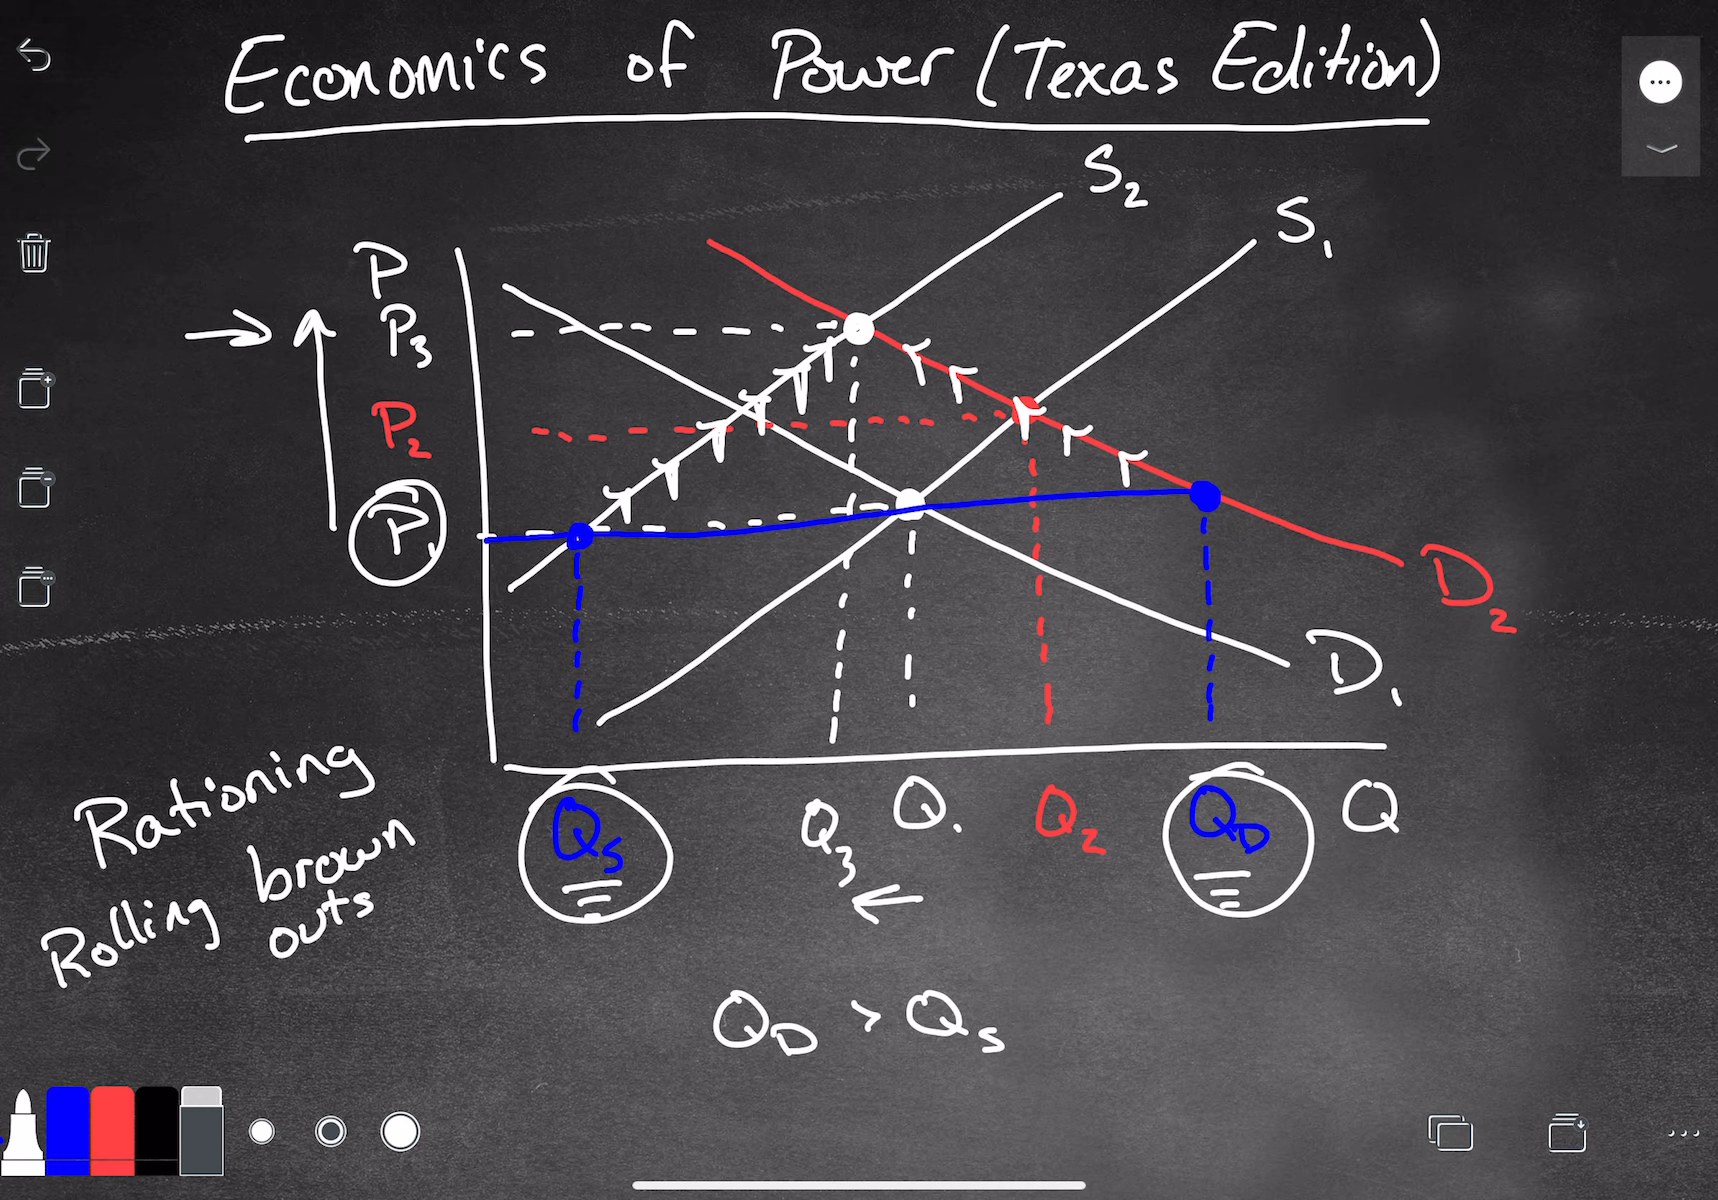 Economics of Power (Texas Edition)
S2
S1
P
P3
P2
P1
D2
D1
QS
Q3
Q1
Q2
QD
Q
Rationing
Rolling brown
outs
QD > QS